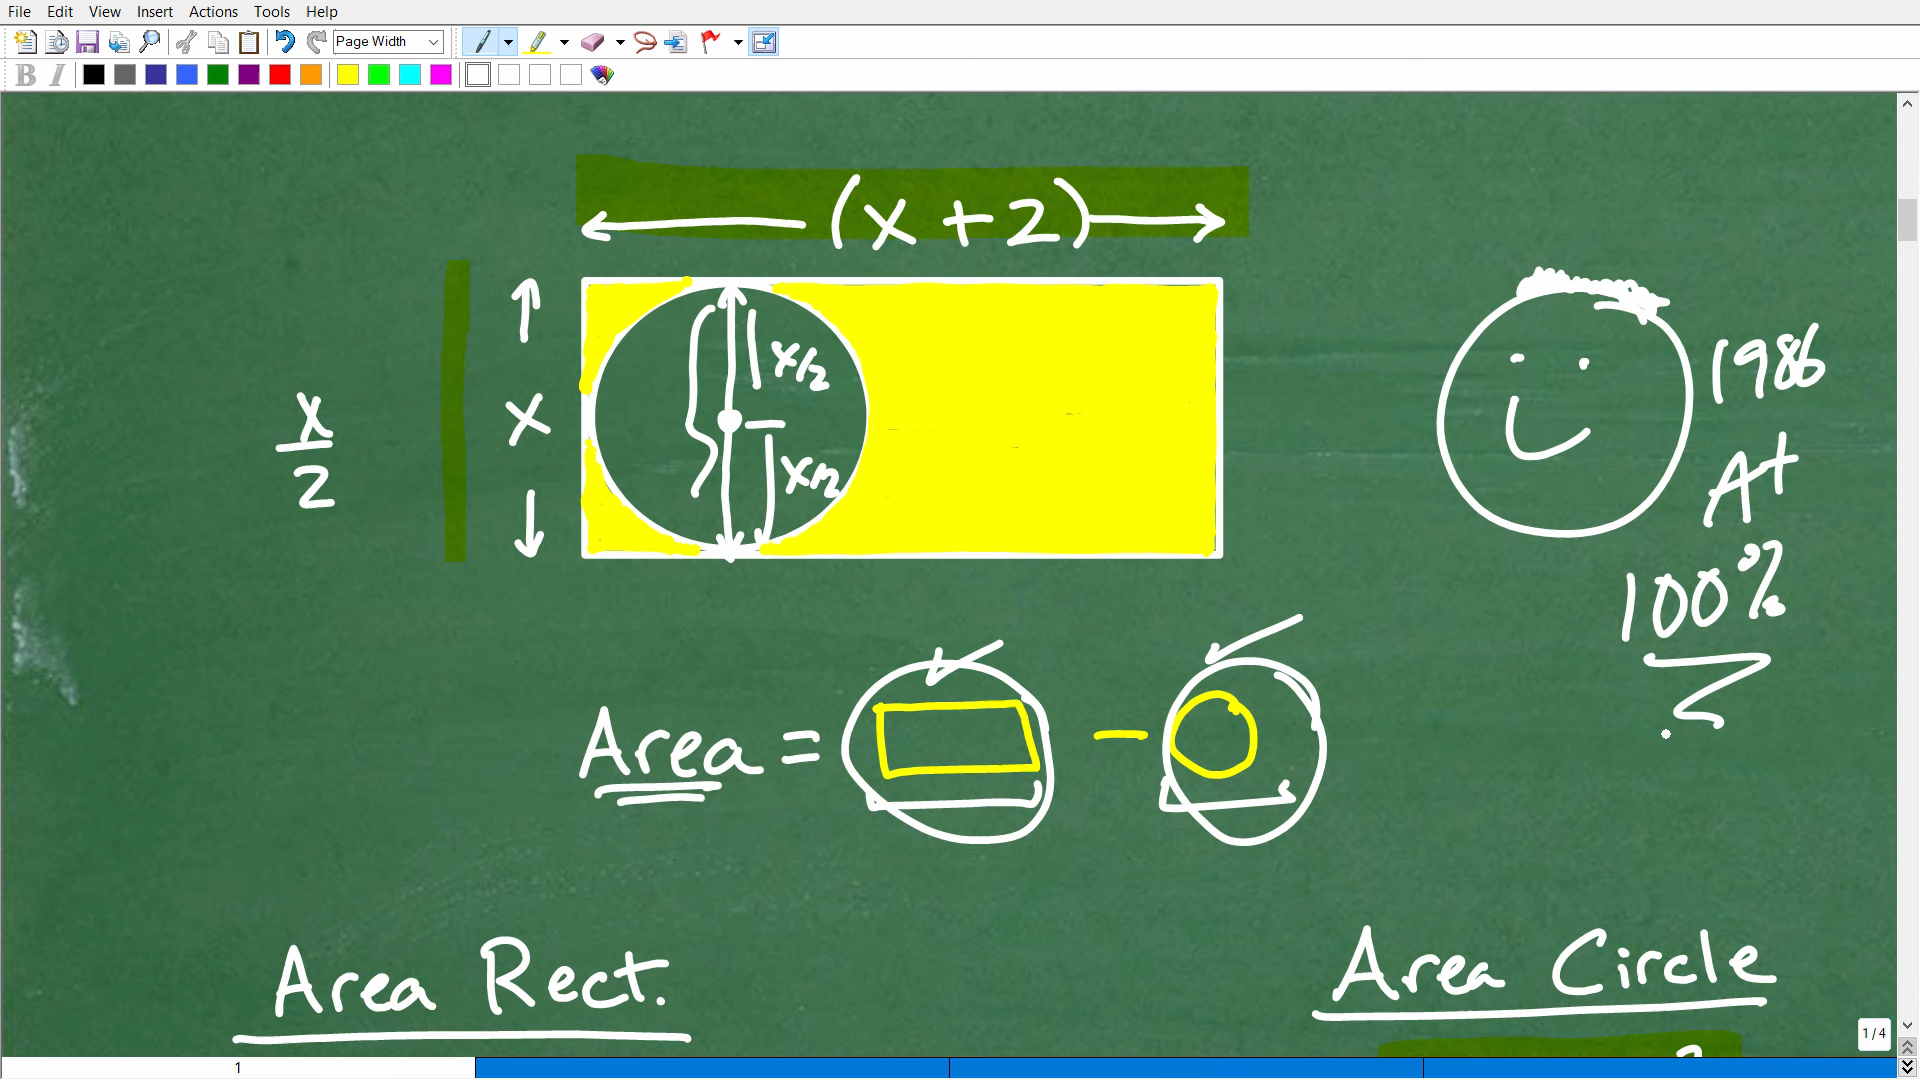 File Edit View Insert Actions Tools Help
Page Width
B I
(x + 2)
x
x/2
x/2
x
2
1986
A+
100%
Area = -
Area Rect.
Area Circle
2
1 / 4
1